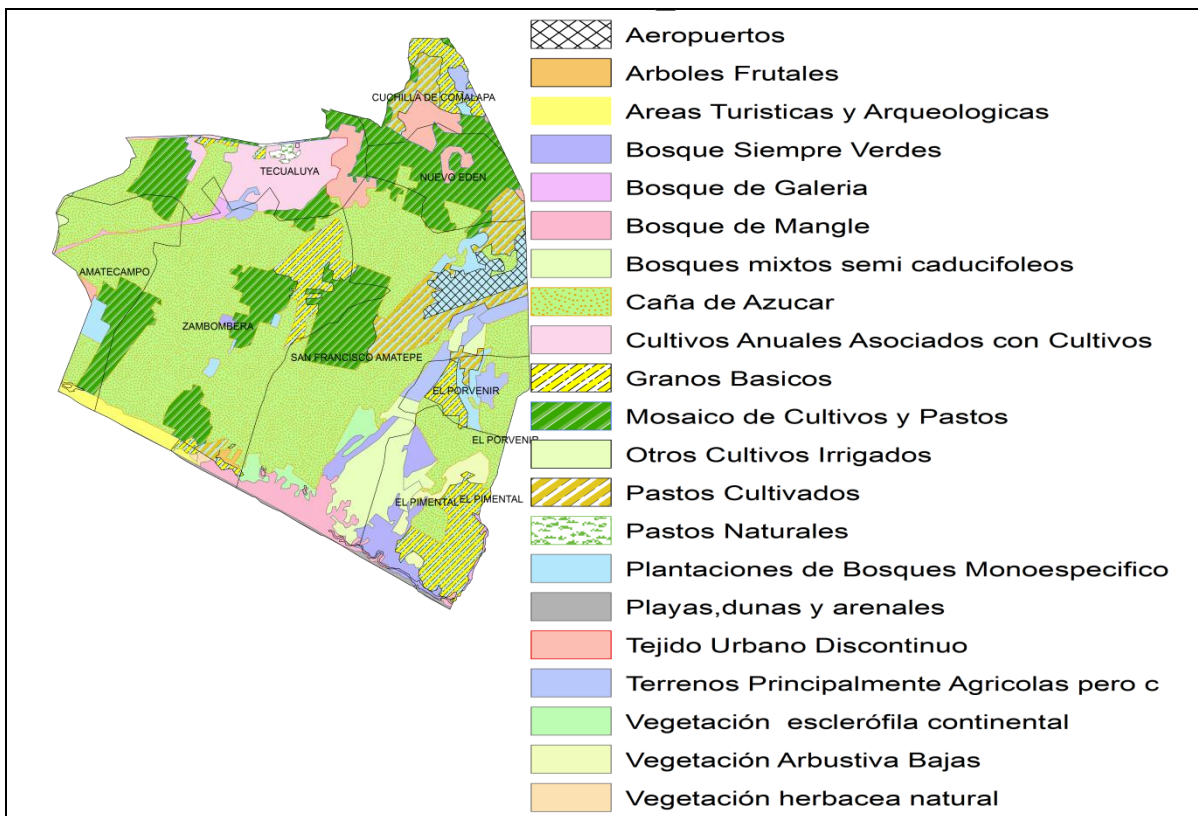 CUCHILLA DE COMALAPA
TECUALUYA
NUEVO EDEN
AMATECAMPO
ZAMBOMBERA
SAN FRANCISCO AMATEPE
EL PORVENIR
EL PORVENIR
EL PIMENTAL
EL PIMENTAL
Aeropuertos
Arboles Frutales
Areas Turisticas y Arqueologicas
Bosque Siempre Verdes
Bosque de Galeria
Bosque de Mangle
Bosques mixtos semi caducifoleos
Caña de Azucar
Cultivos Anuales Asociados con Cultivos
Granos Basicos
Mosaico de Cultivos y Pastos
Otros Cultivos Irrigados
Pastos Cultivados
Pastos Naturales
Plantaciones de Bosques Monoespecifico
Playas,dunas y arenales
Tejido Urbano Discontinuo
Terrenos Principalmente Agricolas pero c
Vegetación esclerófila continental
Vegetación Arbustiva Bajas
Vegetación herbacea natural